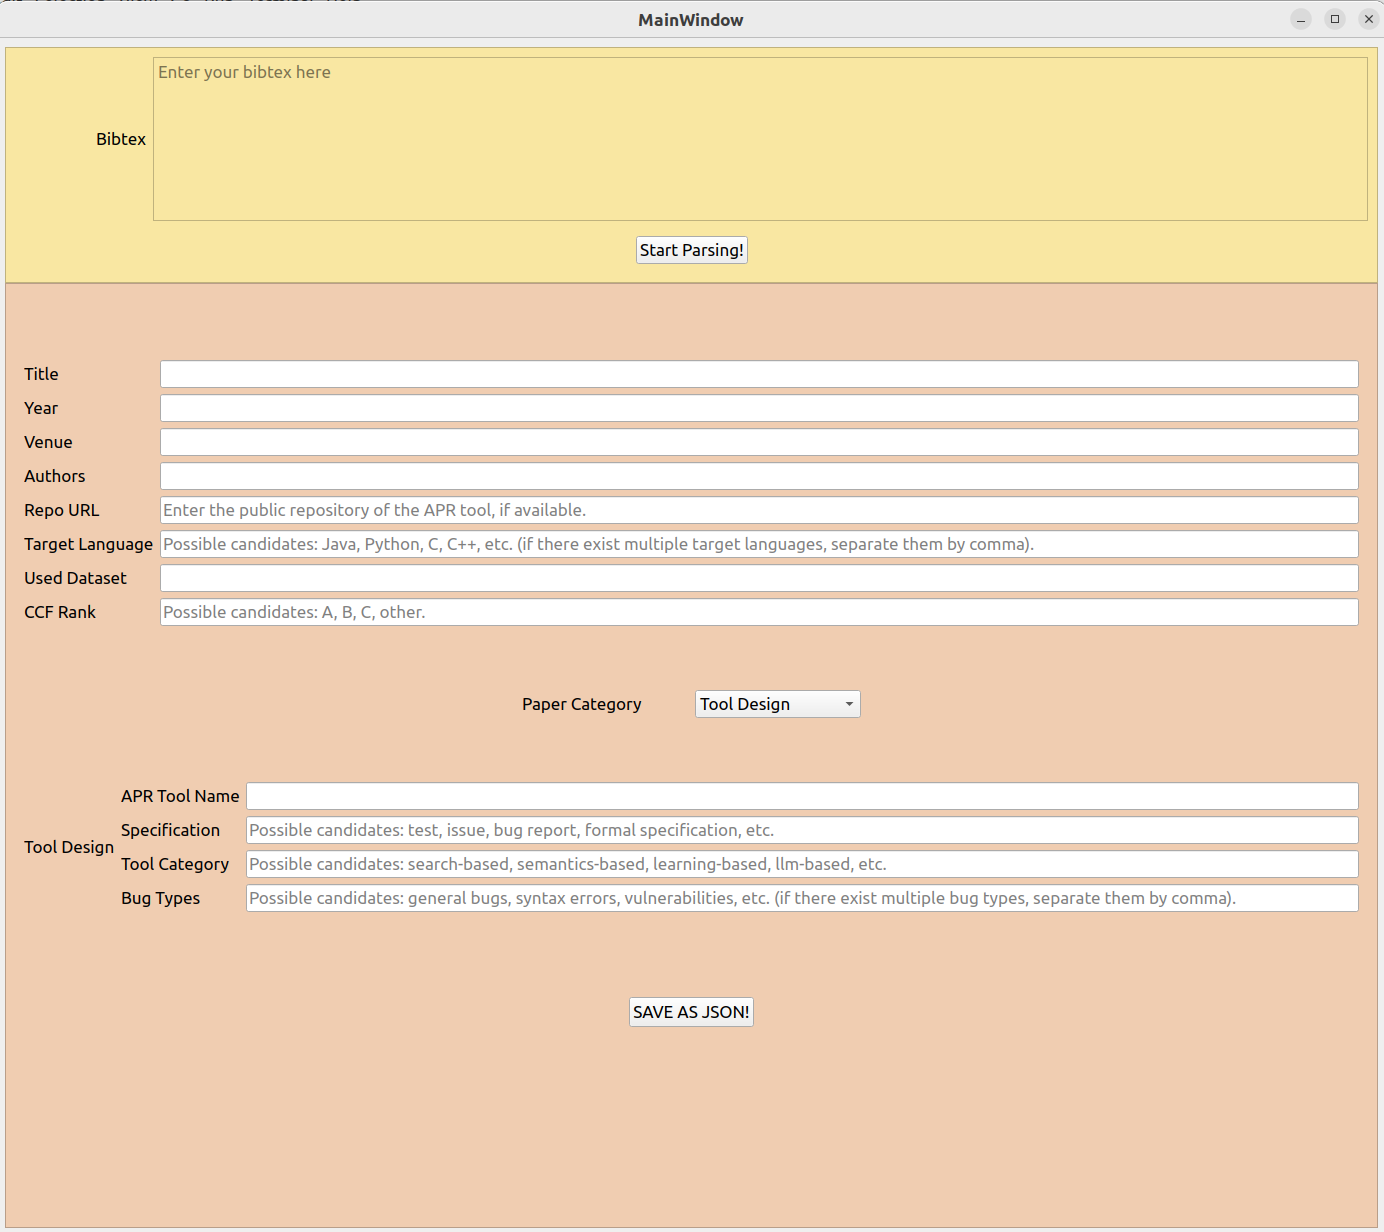 MainWindow
Enter your bibtex here
Bibtex
Start Parsing!
Title
Year
Venue
Authors
Repo URL Enter the public repository of the APR tool, if available.
Target Language Possible candidates: Java, Python, C, C++, etc. (if there exist multiple target languages, separate them by comma).
Used Dataset
CCF Rank Possible candidates: A, B, C, other.
Paper Category Tool Design
APR Tool Name
Specification Possible candidates: test, issue, bug report, formal specification, etc.
Tool Design
Tool Category Possible candidates: search-based, semantics-based, learning-based, llm-based, etc.
Bug Types Possible candidates: general bugs, syntax errors, vulnerabilities, etc. (if there exist multiple bug types, separate them by comma).
SAVE AS JSON!